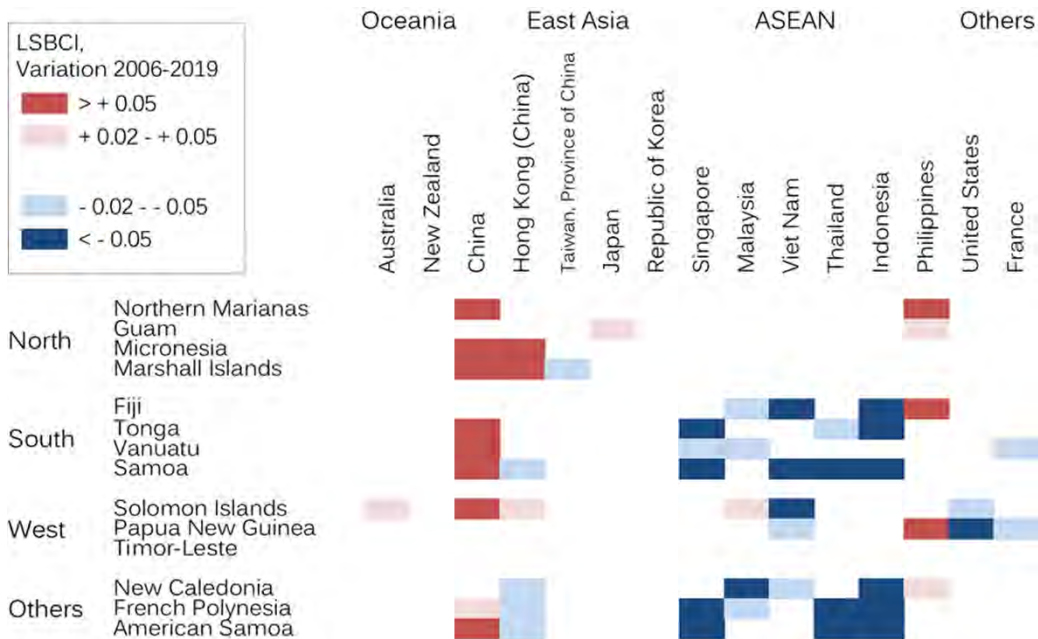 Oceania East Asia ASEAN Others
LSBCI,
Variation 2006-2019
> + 0.05
+ 0.02 - + 0.05
- 0.02 - - 0.05
< - 0.05
Australia
New Zealand
China
Hong Kong (China)
Taiwan, Province of China
Japan
Republic of Korea
Singapore
Malaysia
Viet Nam
Thailand
Indonesia
Philippines
United States
France
North
Northern Marianas
Guam
Micronesia
Marshall Islands
South
Fiji
Tonga
Vanuatu
Samoa
West
Solomon Islands
Papua New Guinea
Timor-Leste
Others
New Caledonia
French Polynesia
American Samoa